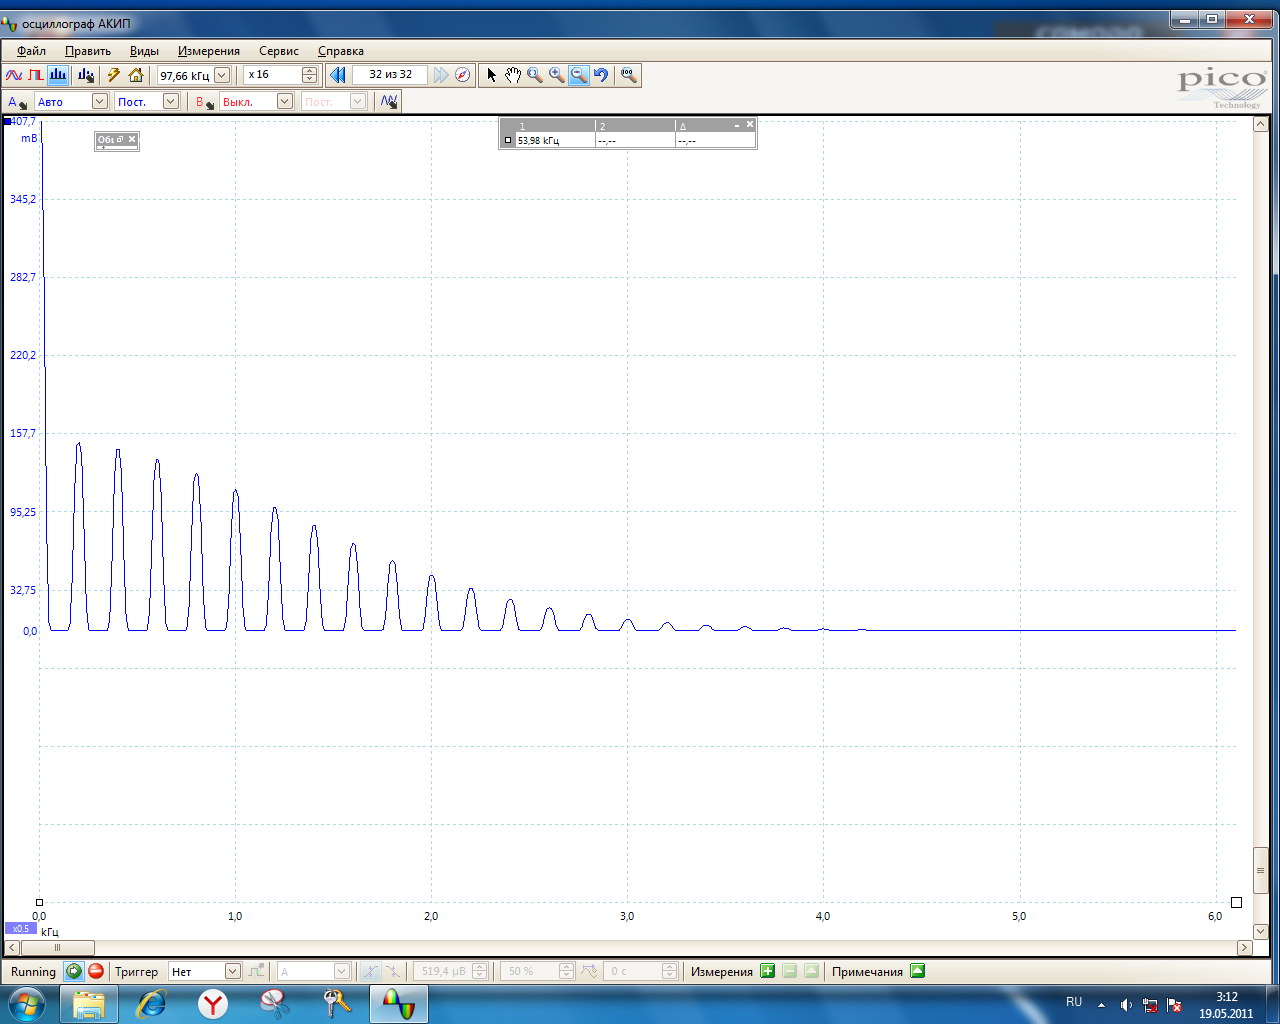 осциллограф АКИП
Файл Править Виды Измерения Сервис Справка
97,66 кГц x 16 32 из 32
pico
Technology
A Авто Пост. B Выкл. Пост.
407,7
мВ
1 2 Δ
53,98 кГц --,-- --,--
345,2
282,7
220,2
157,7
95,25
32,75
0,0
0,0 1,0 2,0 3,0 4,0 5,0 6,0
x0.5 кГц
Running Триггер Нет A 519,4 μВ 50 % 0 с Измерения Примечания
RU 3:12
19.05.2011